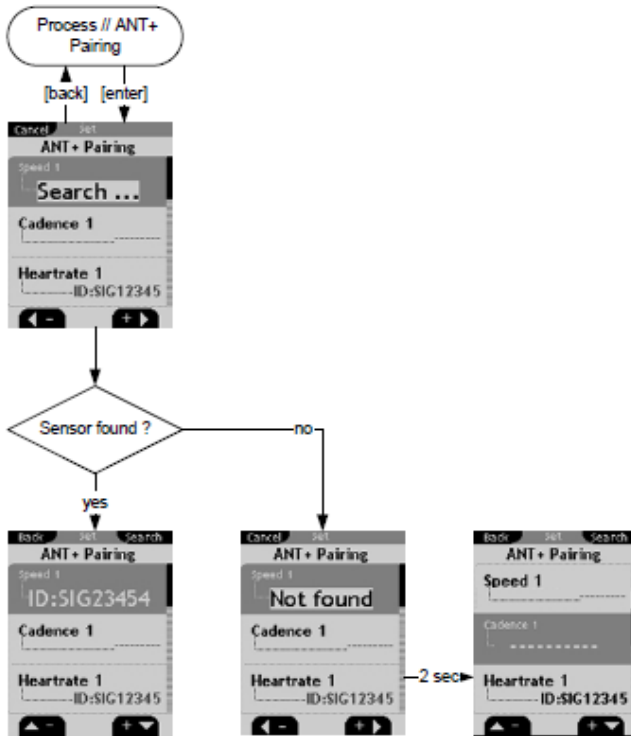 Process // ANT+
Pairing
[back] [enter]
Cancel Set
ANT+ Pairing
Speed 1
Search ...
Cadence 1
Heartrate 1
ID:SIG12345
-
+
Sensor found ?
no
yes
Back Set Search
ANT+ Pairing
Speed 1
ID:SIG23454
Cadence 1
Heartrate 1
ID:SIG12345
-
+
Cancel Set
ANT+ Pairing
Speed 1
Not found
Cadence 1
Heartrate 1
ID:SIG12345
-
+
2 sec
Back Set Search
ANT+ Pairing
Speed 1
Cadence 1
----------
Heartrate 1
ID:SIG12345
-
+